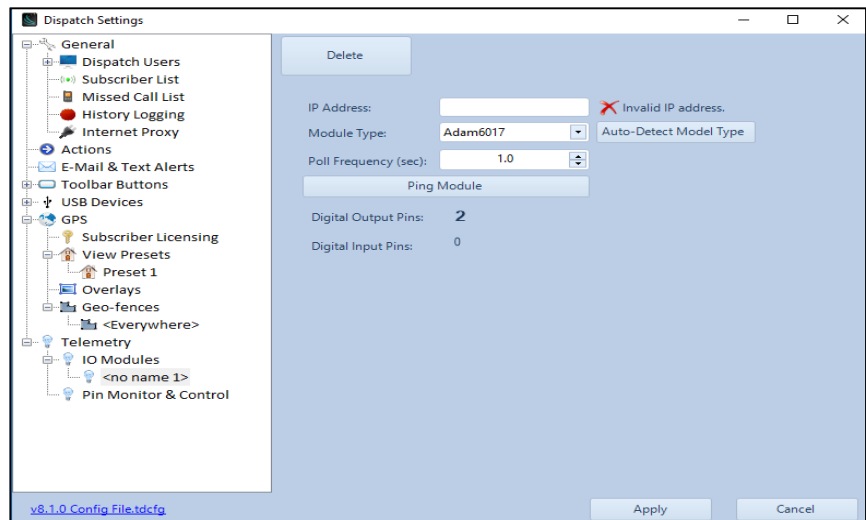 Dispatch Settings
General
Dispatch Users
Subscriber List
Missed Call List
History Logging
Internet Proxy
Actions
E-Mail & Text Alerts
Toolbar Buttons
USB Devices
GPS
Subscriber Licensing
View Presets
Preset 1
Overlays
Geo-fences
<Everywhere>
Telemetry
IO Modules
<no name 1>
Pin Monitor & Control
v8.1.0 Config File.tdcfg
Delete
IP Address:
Invalid IP address.
Module Type:
Adam6017
Auto-Detect Model Type
Poll Frequency (sec):
1.0
Ping Module
Digital Output Pins:
2
Digital Input Pins:
0
Apply
Cancel